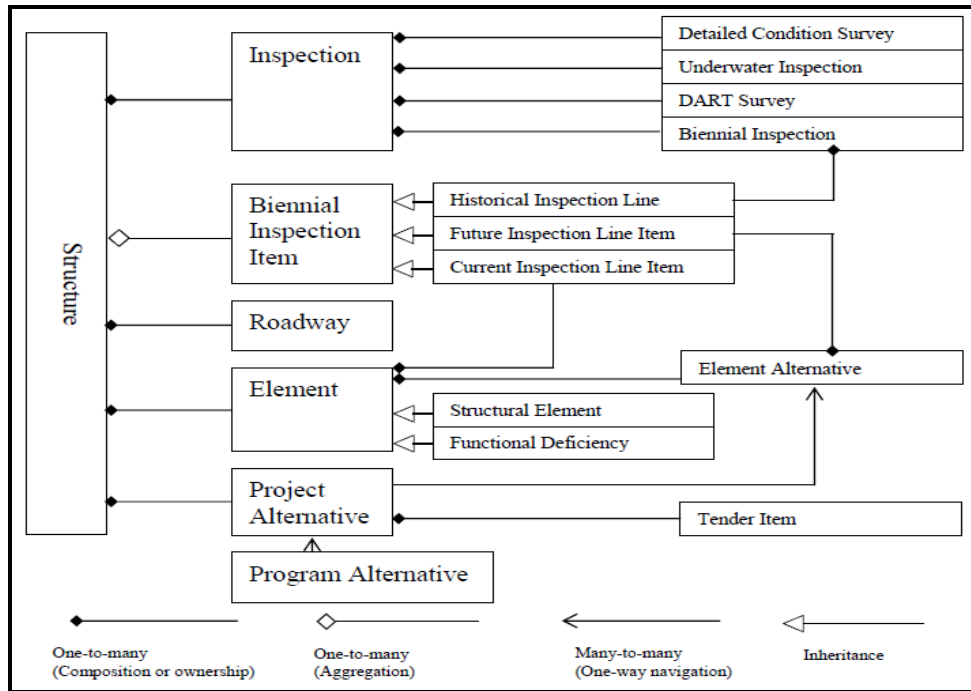 Structure
Inspection
Detailed Condition Survey
Underwater Inspection
DART Survey
Biennial Inspection
Biennial
Inspection
Item
Historical Inspection Line
Future Inspection Line Item
Current Inspection Line Item
Roadway
Element
Element Alternative
Structural Element
Functional Deficiency
Project
Alternative
Tender Item
Program Alternative
One-to-many
(Composition or ownership)
One-to-many
(Aggregation)
Many-to-many
(One-way navigation)
Inheritance